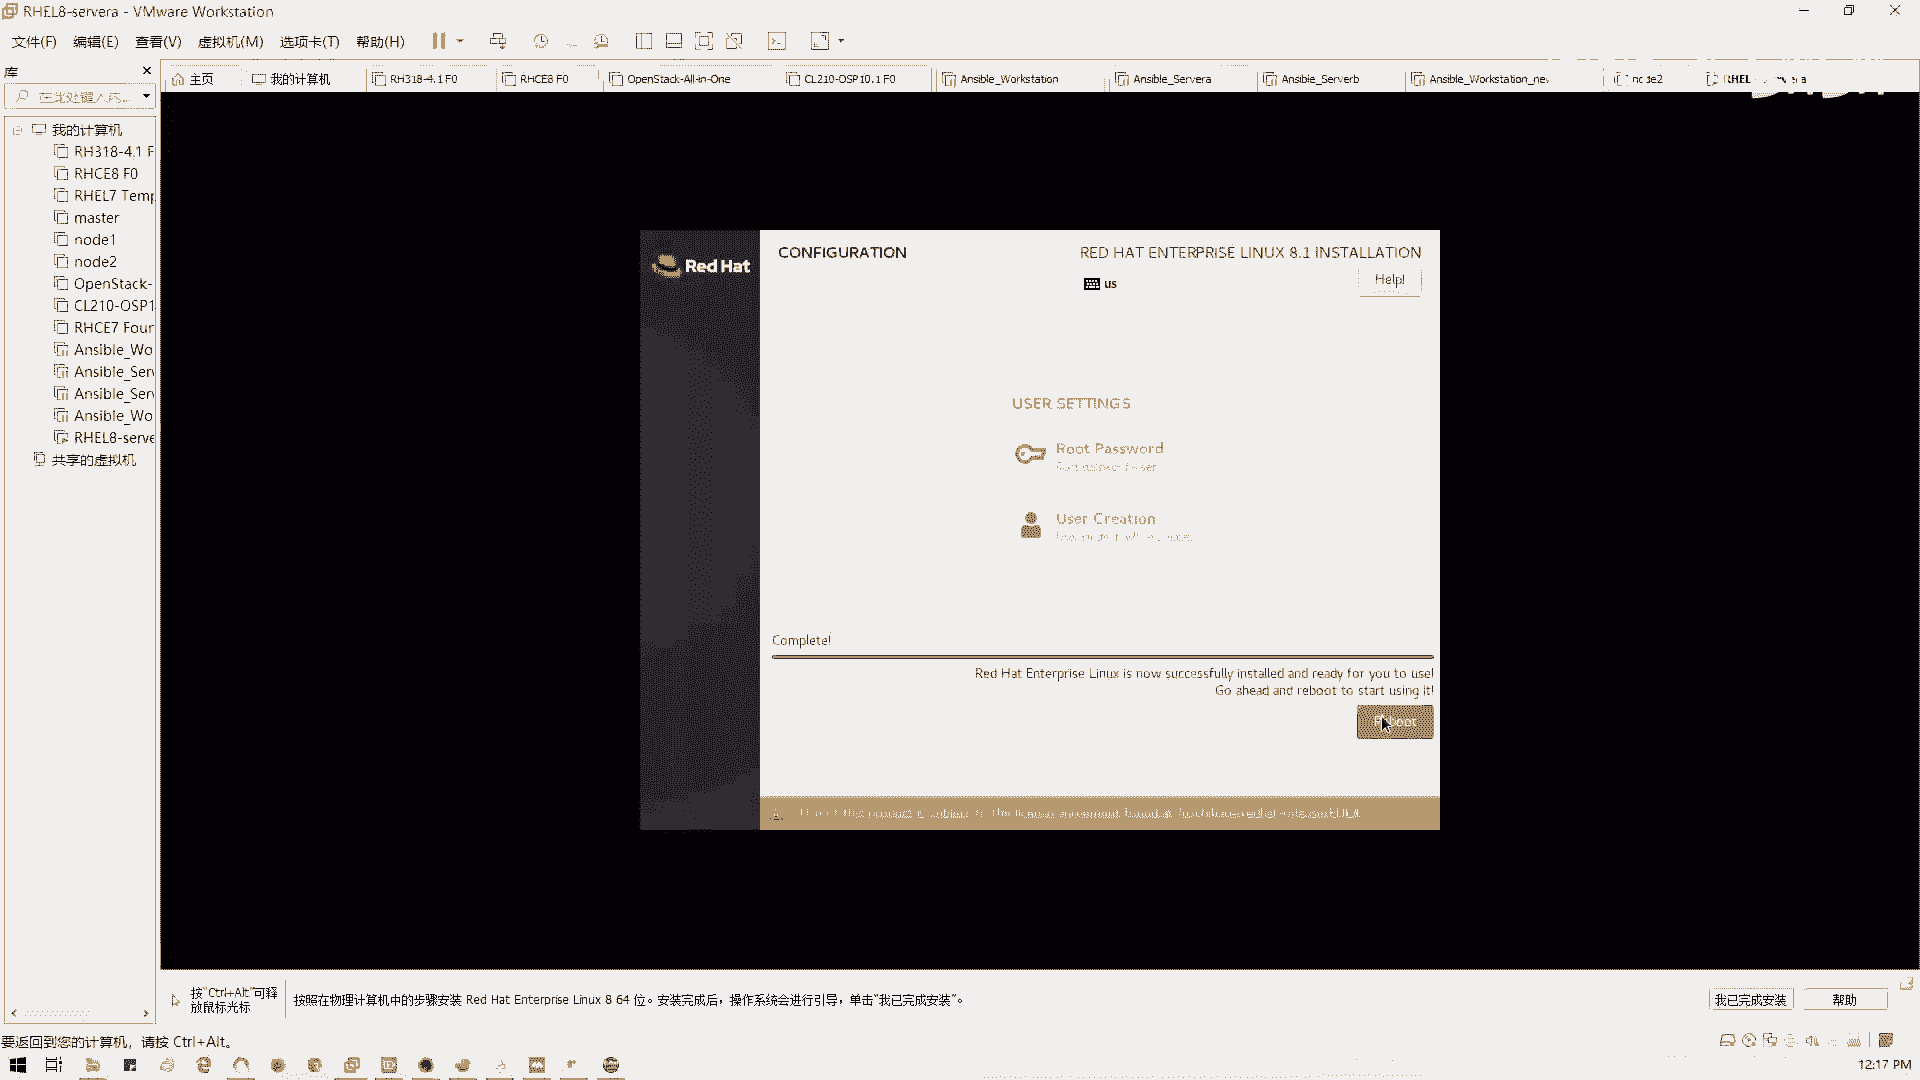 RHEL8-servera - VMware Workstation
文件(F) 编辑(E) 查看(V) 虚拟机(M) 选项卡(T) 帮助(H)
库
主页 我的计算机 RH318-4.1 F0 RHCE8 F0 OpenStack-All-in-One CL210-OSP10.1 F0 Ansible_Workstation Ansible_Servera Ansible_Serverb Ansible_Workstation_nev node2 RHEL
我的计算机
RH318-4.1 F
RHCE8 F0
RHEL7 Temp
master
node1
node2
OpenStack-
CL210-OSP1
RHCE7 Four
Ansible_Wo
Ansible_Serv
Ansible_Serv
Ansible_Wo
RHEL8-serve
共享的虚拟机
Red Hat
CONFIGURATION
RED HAT ENTERPRISE LINUX 8.1 INSTALLATION
us
Help!
USER SETTINGS
Root Password
User Creation
Complete!
Red Hat Enterprise Linux is now successfully installed and ready for you to use!
Go ahead and reboot to start using it!
Reboot
按"Ctrl+Alt"可释
放鼠标光标
按照在物理计算机中的步骤安装 Red Hat Enterprise Linux 8 64 位。安装完成后，操作系统会进行引导，单击"我已完成安装"。
我已完成安装
帮助
要返回到您的计算机，请按 Ctrl+Alt。
12:17 PM